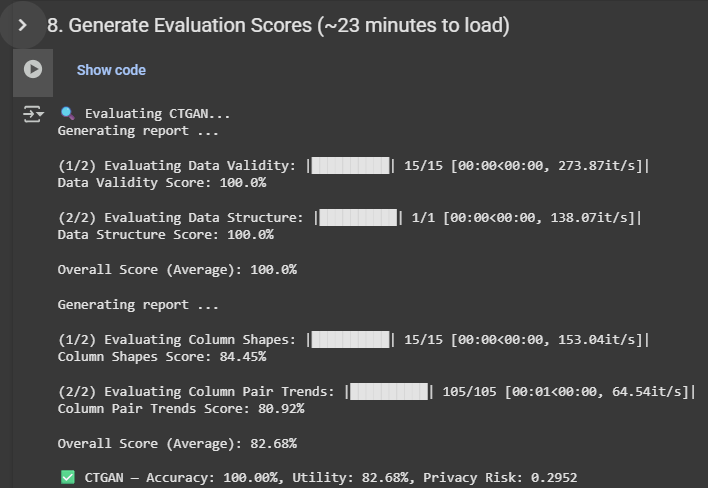 8. Generate Evaluation Scores (~23 minutes to load)
Show code
Evaluating CTGAN...
Generating report ...
(1/2) Evaluating Data Validity: |██████████| 15/15 [00:00<00:00, 273.87it/s]|
Data Validity Score: 100.0%
(2/2) Evaluating Data Structure: |██████████| 1/1 [00:00<00:00, 138.07it/s]|
Data Structure Score: 100.0%
Overall Score (Average): 100.0%
Generating report ...
(1/2) Evaluating Column Shapes: |██████████| 15/15 [00:00<00:00, 153.04it/s]|
Column Shapes Score: 84.45%
(2/2) Evaluating Column Pair Trends: |██████████| 105/105 [00:01<00:00, 64.54it/s]|
Column Pair Trends Score: 80.92%
Overall Score (Average): 82.68%
✅ CTGAN — Accuracy: 100.00%, Utility: 82.68%, Privacy Risk: 0.2952